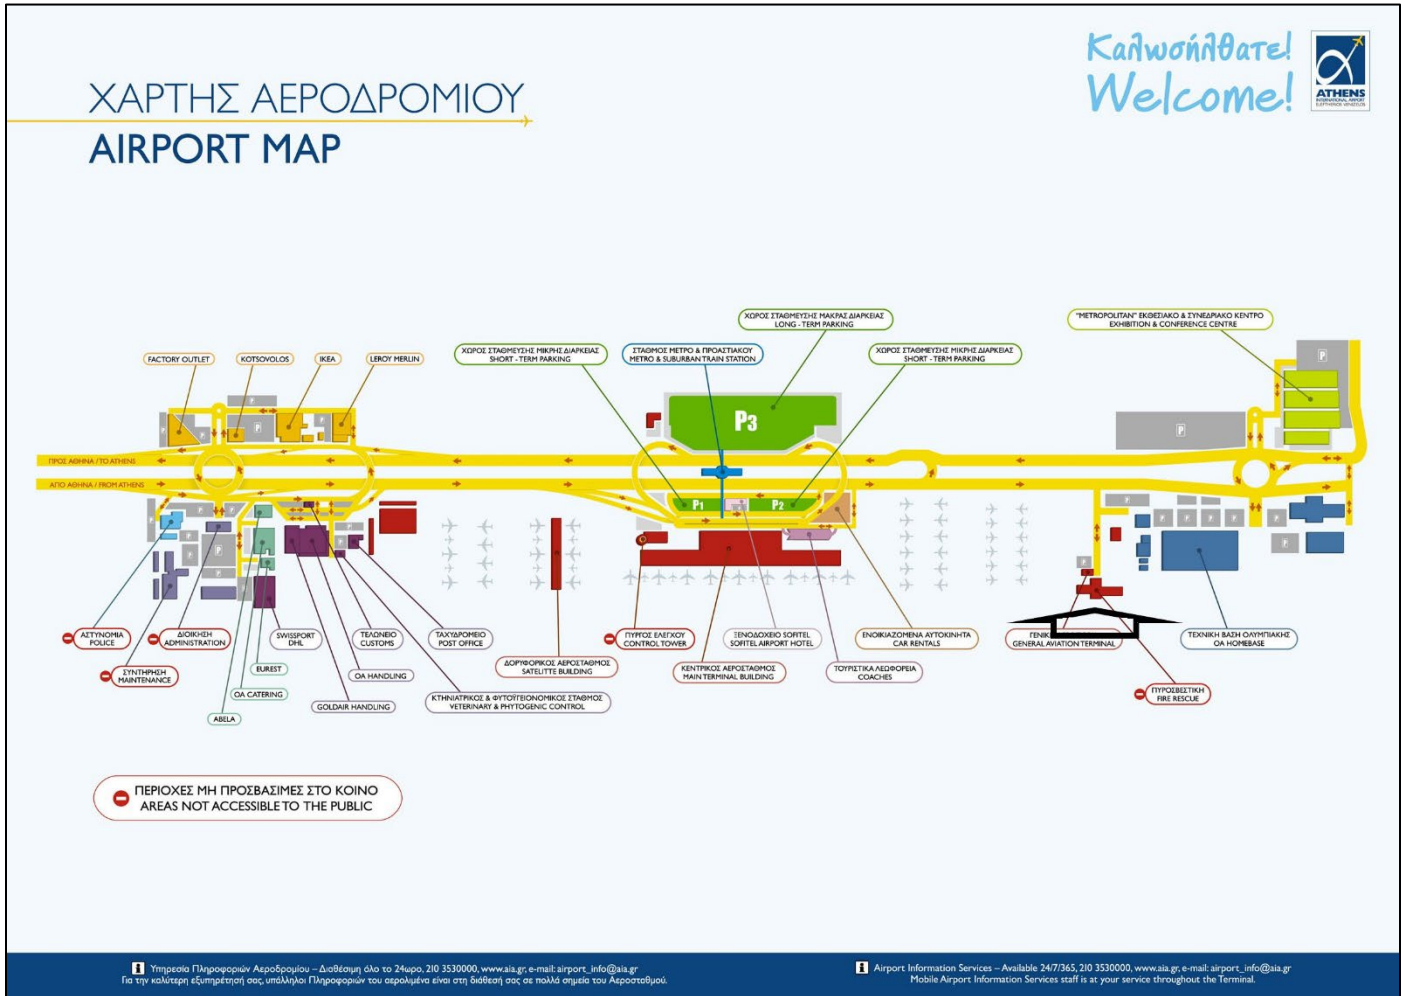 ΧΑΡΤΗΣ ΑΕΡΟΔΡΟΜΙΟΥ
AIRPORT MAP
Καλωσήλθατε!
Welcome!
ATHENS
INTERNATIONAL AIRPORT
ELEFTHERIOS VENIZELOS
ΧΩΡΟΣ ΣΤΑΘΜΕΥΣΗΣ ΜΑΚΡΑΣ ΔΙΑΡΚΕΙΑΣ
LONG - TERM PARKING
"METROPOLITAN" ΕΚΘΕΣΙΑΚΟ & ΣΥΝΕΔΡΙΑΚΟ ΚΕΝΤΡΟ
EXHIBITION & CONFERENCE CENTRE
FACTORY OUTLET
KOTSOVOLOS
IKEA
LEROY MERLIN
ΧΩΡΟΣ ΣΤΑΘΜΕΥΣΗΣ ΜΙΚΡΗΣ ΔΙΑΡΚΕΙΑΣ
SHORT - TERM PARKING
ΣΤΑΘΜΟΣ ΜΕΤΡΟ & ΠΡΟΑΣΤΙΑΚΟΥ
METRO & SUBURBAN TRAIN STATION
ΧΩΡΟΣ ΣΤΑΘΜΕΥΣΗΣ ΜΙΚΡΗΣ ΔΙΑΡΚΕΙΑΣ
SHORT - TERM PARKING
P3
ΠΡΟΣ ΑΘΗΝΑ / TO ATHENS
ΑΠΟ ΑΘΗΝΑ / FROM ATHENS
P1
P2
ΑΣΤΥΝΟΜΙΑ
POLICE
ΔΙΟΙΚΗΣΗ
ADMINISTRATION
SWISSPORT
DHL
ΤΕΛΩΝΕΙΟ
CUSTOMS
ΤΑΧΥΔΡΟΜΕΙΟ
POST OFFICE
ΠΥΡΓΟΣ ΕΛΕΓΧΟΥ
CONTROL TOWER
ΞΕΝΟΔΟΧΕΙΟ SOFITEL
SOFITEL AIRPORT HOTEL
ΕΝΟΙΚΙΑΖΟΜΕΝΑ ΑΥΤΟΚΙΝΗΤΑ
CAR RENTALS
ΓΕΝΙΚ
GENERAL AVIATION TERMINAL
ΤΕΧΝΙΚΗ ΒΑΣΗ ΟΛΥΜΠΙΑΚΗΣ
OA HOMEBASE
ΣΥΝΤΗΡΗΣΗ
MAINTENANCE
EUREST
OA HANDLING
ΔΟΡΥΦΟΡΙΚΟΣ ΑΕΡΟΣΤΑΘΜΟΣ
SATELITTE BUILDING
ΚΕΝΤΡΙΚΟΣ ΑΕΡΟΣΤΑΘΜΟΣ
MAIN TERMINAL BUILDING
ΤΟΥΡΙΣΤΙΚΑ ΛΕΩΦΟΡΕΙΑ
COACHES
OA CATERING
GOLDAIR HANDLING
ΚΤΗΝΙΑΤΡΙΚΟΣ & ΦΥΤΟΫΓΕΙΟΝΟΜΙΚΟΣ ΣΤΑΘΜΟΣ
VETERINARY & PHYTOGENIC CONTROL
ΠΥΡΟΣΒΕΣΤΙΚΗ
FIRE RESCUE
ABELA
ΠΕΡΙΟΧΕΣ ΜΗ ΠΡΟΣΒΑΣΙΜΕΣ ΣΤΟ ΚΟΙΝΟ
AREAS NOT ACCESSIBLE TO THE PUBLIC
Υπηρεσία Πληροφοριών Αεροδρομίου – Διαθέσιμη όλο το 24ωρο, 210 3530000, www.aia.gr, e-mail: airport_info@aia.gr
Για την καλύτερη εξυπηρέτησή σας, υπάλληλοι Πληροφοριών του αερολιμένα είναι στη διάθεσή σας σε πολλά σημεία του Αεροσταθμού.
Airport Information Services – Available 24/7/365, 210 3530000, www.aia.gr, e-mail: airport_info@aia.gr
Mobile Airport Information Services staff is at your service throughout the Terminal.